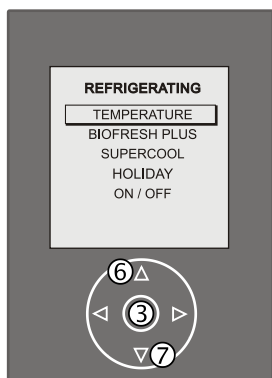 REFRIGERATING
TEMPERATURE
BIOFRESH PLUS
SUPERCOOL
HOLIDAY
ON / OFF
6
3
7